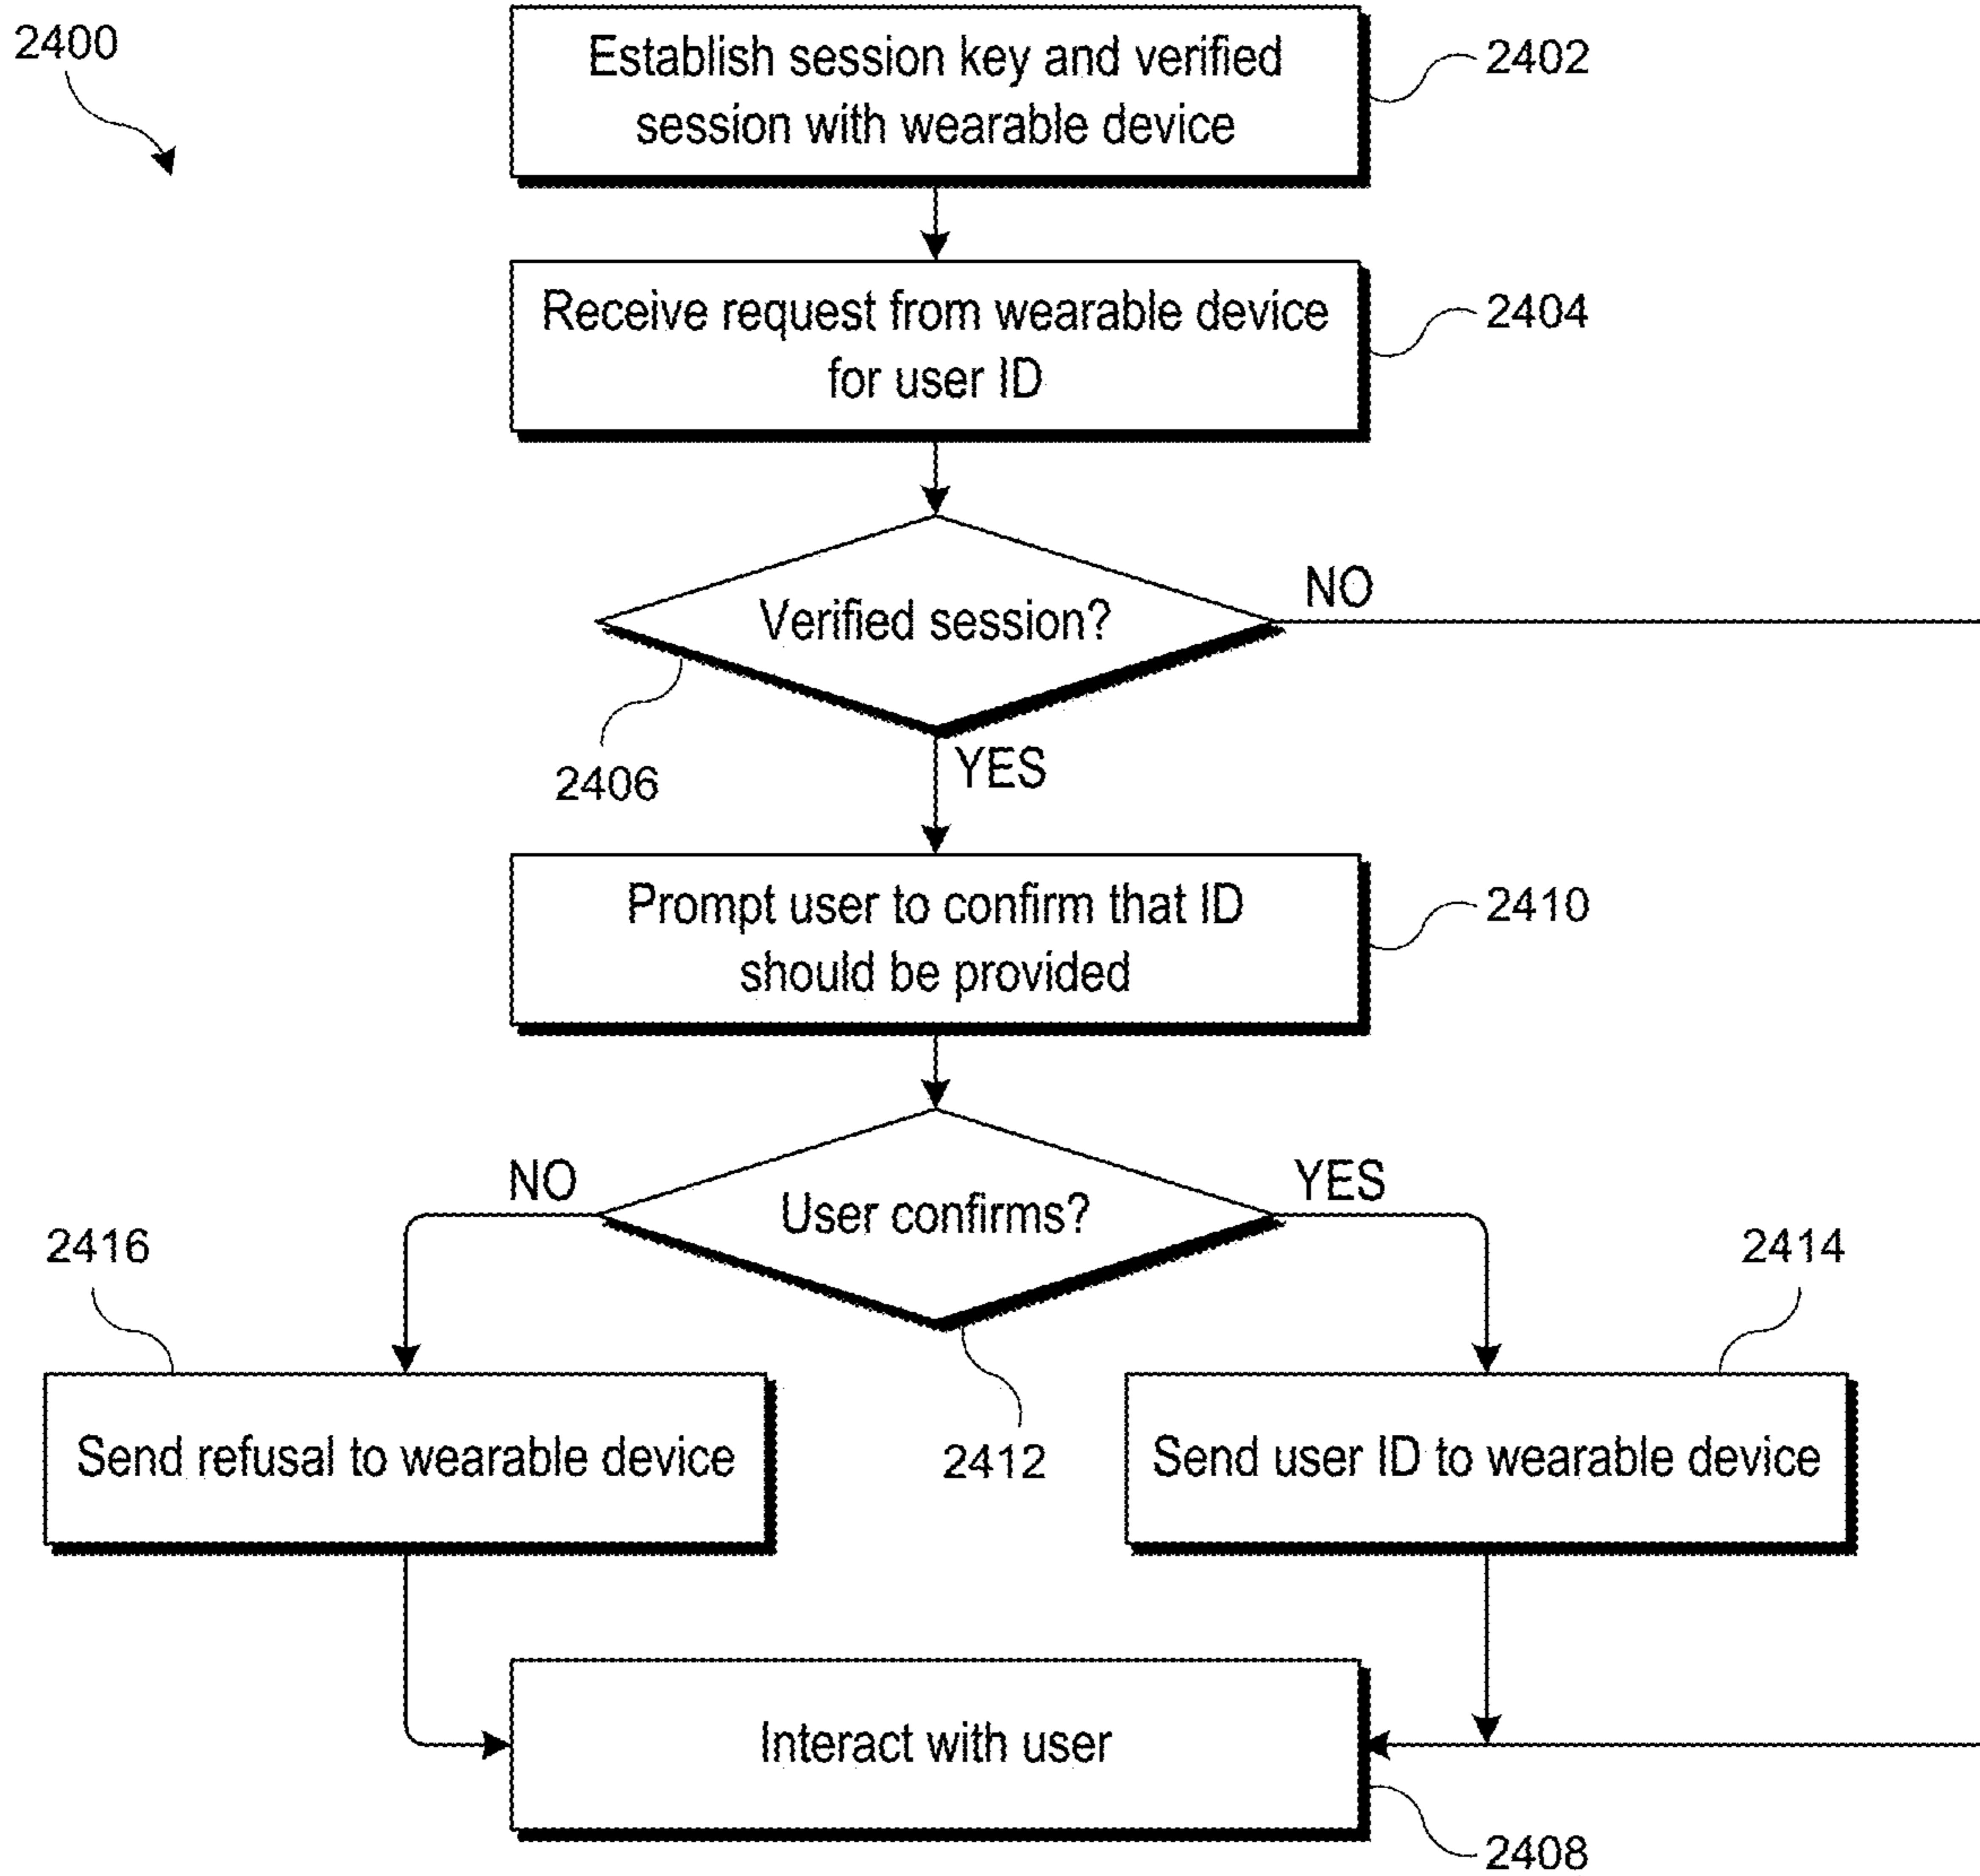 2400
Establish session key and verified
session with wearable device
2402
Receive request from wearable device
for user ID
2404
Verified session?
NO
2406
YES
Prompt user to confirm that ID
should be provided
2410
NO
User confirms?
YES
2416
2414
Send refusal to wearable device
2412
Send user ID to wearable device
Interact with user
2408